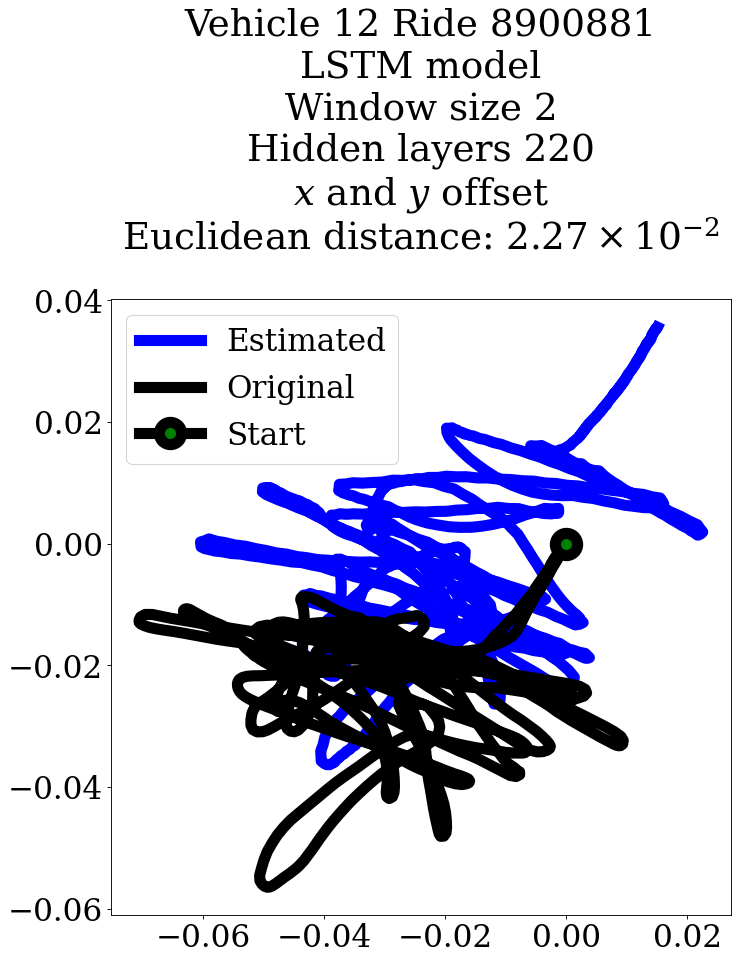 Vehicle 12 Ride 8900881
LSTM model
Window size 2
Hidden layers 220
x and y offset
Euclidean distance: 2.27 × 10⁻²
0.04
Estimated
Original
0.02
Start
0.00
−0.02
−0.04
−0.06
−0.06 −0.04 −0.02 0.00 0.02